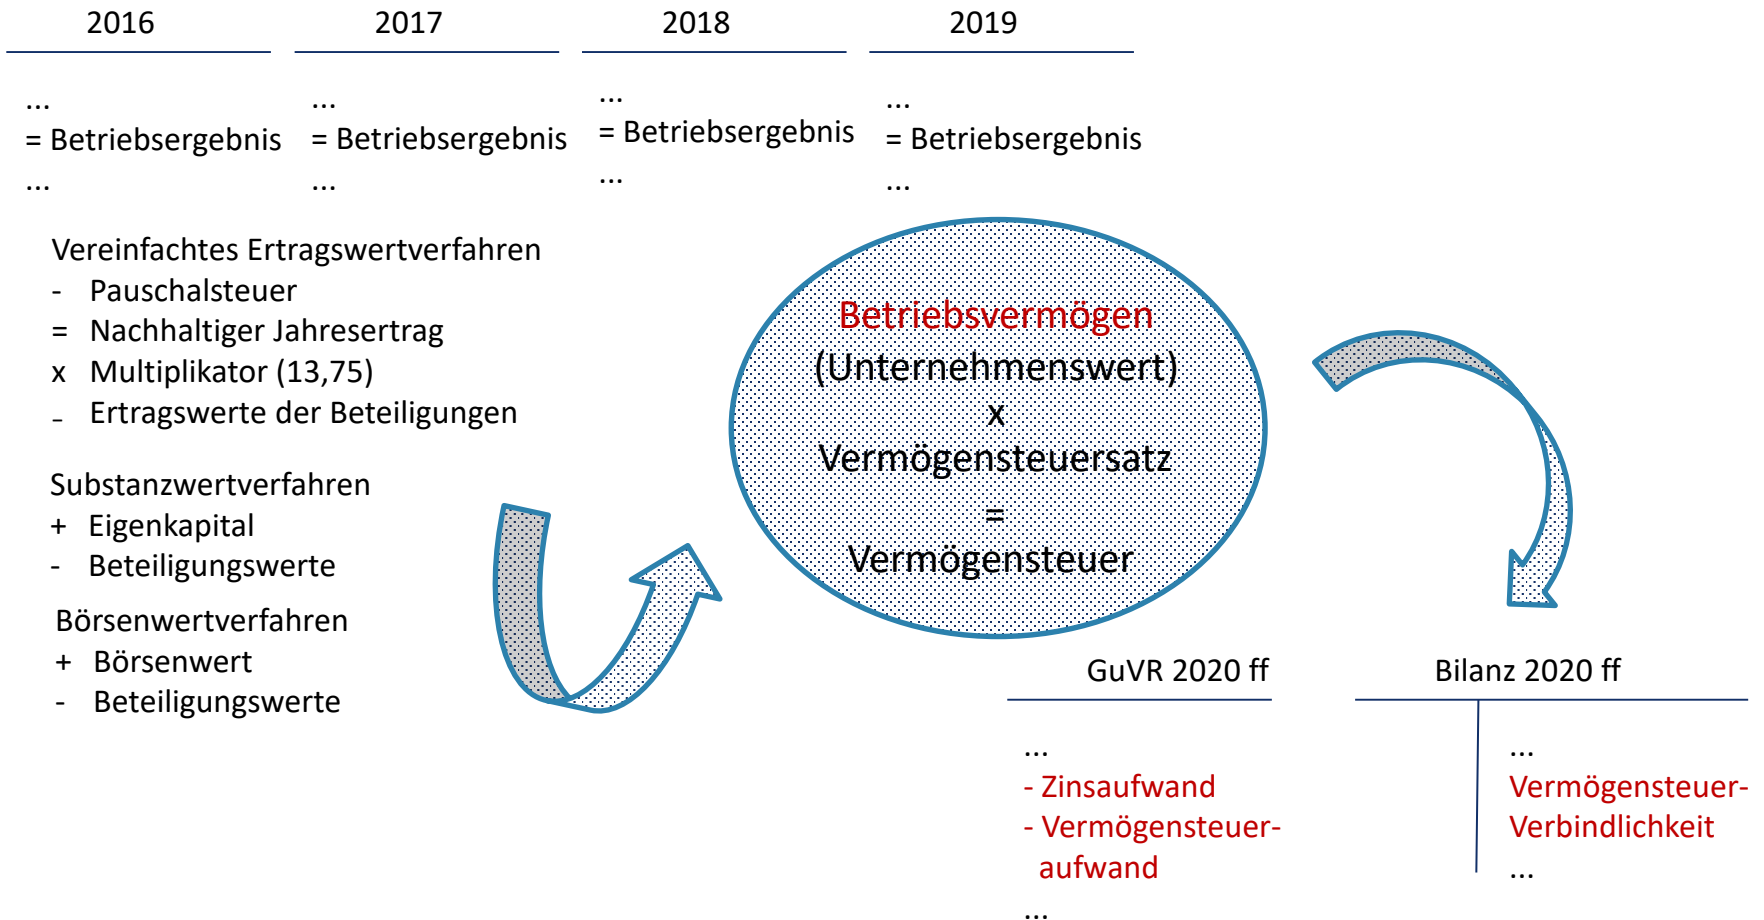 2016
2017
2018
2019
...
= Betriebsergebnis
...
...
= Betriebsergebnis
...
...
= Betriebsergebnis
...
...
= Betriebsergebnis
...
Vereinfachtes Ertragswertverfahren
- Pauschalsteuer
= Nachhaltiger Jahresertrag
x Multiplikator (13,75)
- Ertragswerte der Beteiligungen
Substanzwertverfahren
+ Eigenkapital
- Beteiligungswerte
Börsenwertverfahren
+ Börsenwert
- Beteiligungswerte
Betriebsvermögen
(Unternehmenswert)
x
Vermögensteuersatz
=
Vermögensteuer
GuVR 2020 ff
...
- Zinsaufwand
- Vermögensteuer-
aufwand
...
Bilanz 2020 ff
...
Vermögensteuer-
Verbindlichkeit
...